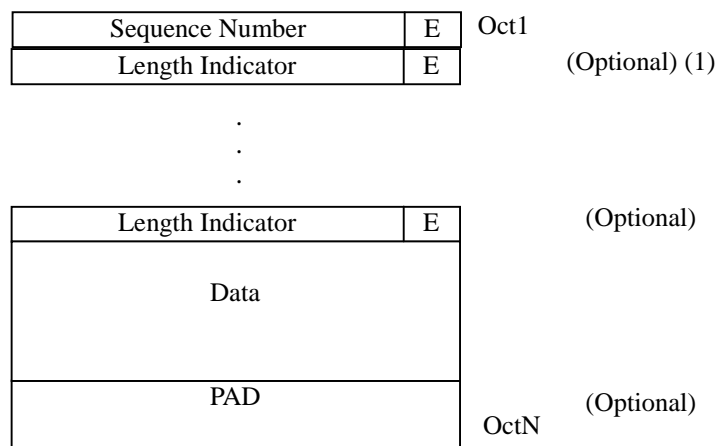 Sequence Number E Oct1
Length Indicator E (Optional) (1)
.
.
.
Length Indicator E (Optional)
Data
PAD (Optional)
OctN